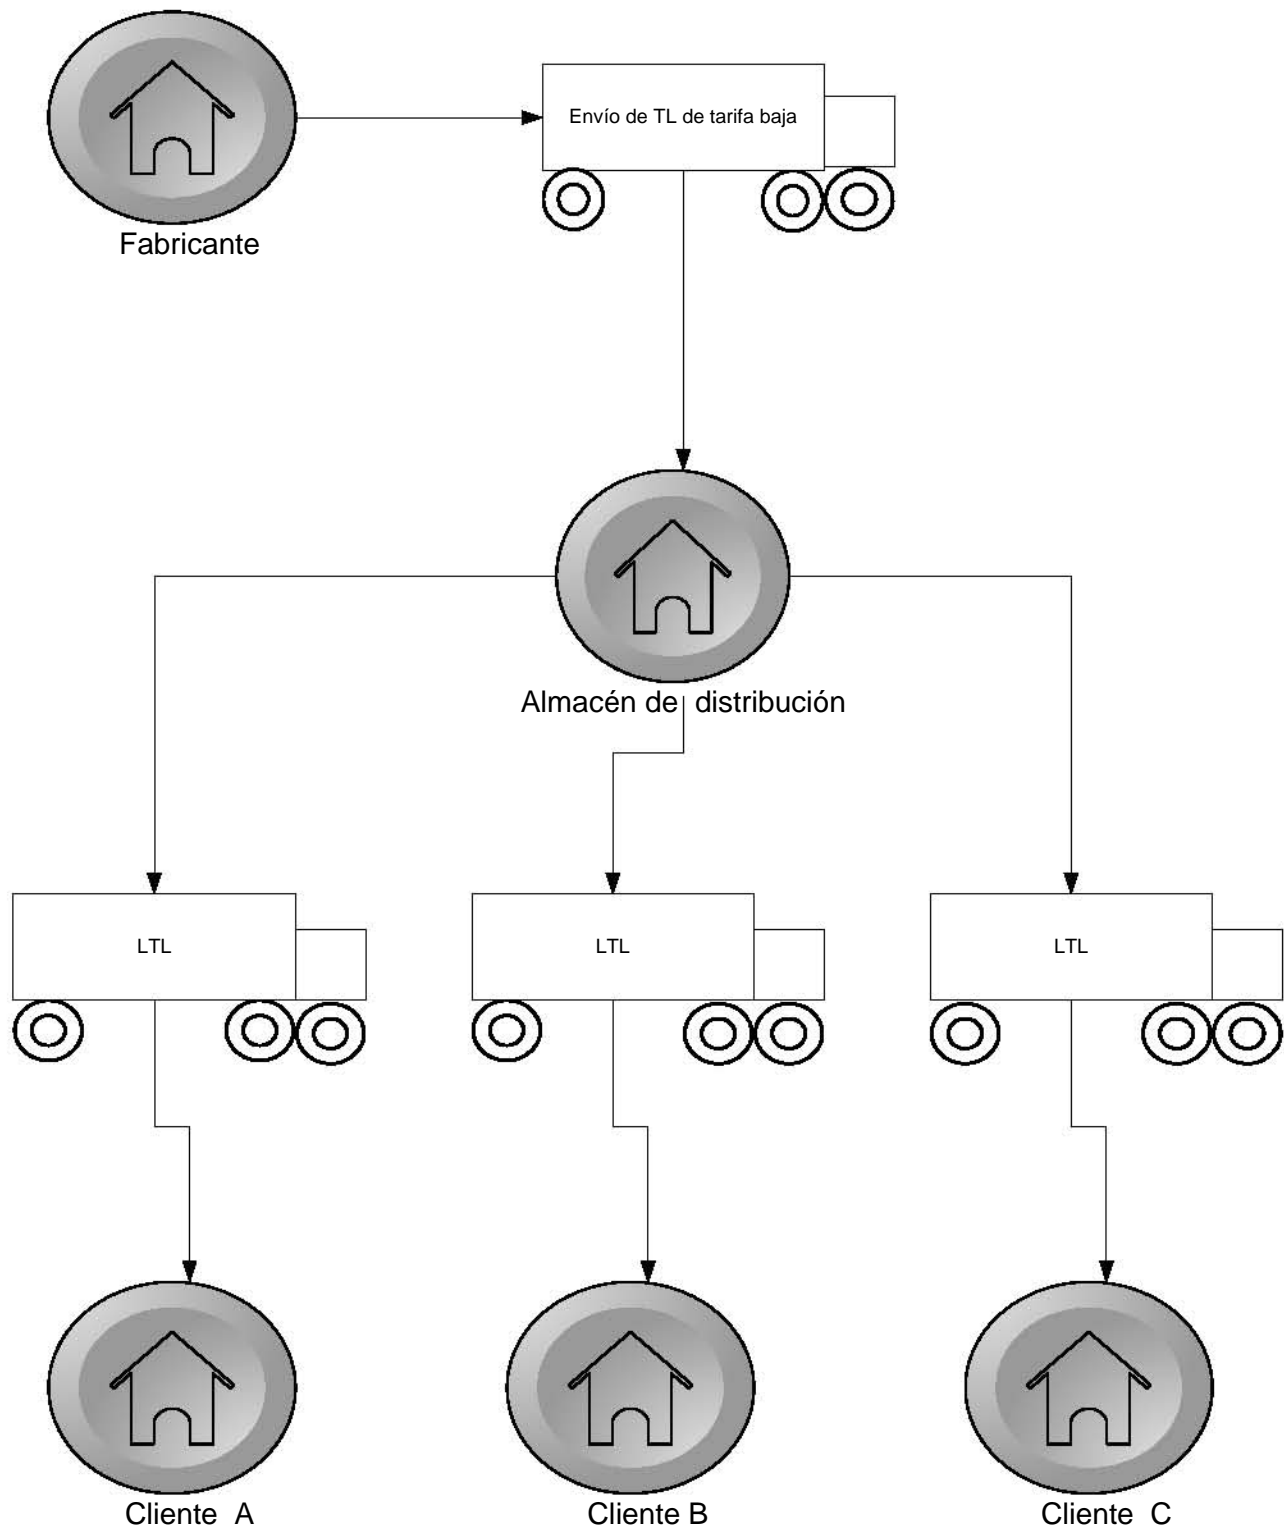 Envío de TL de tarifa baja
Fabricante
Almacén de distribución
LTL
LTL
LTL
Cliente A
Cliente B
Cliente C